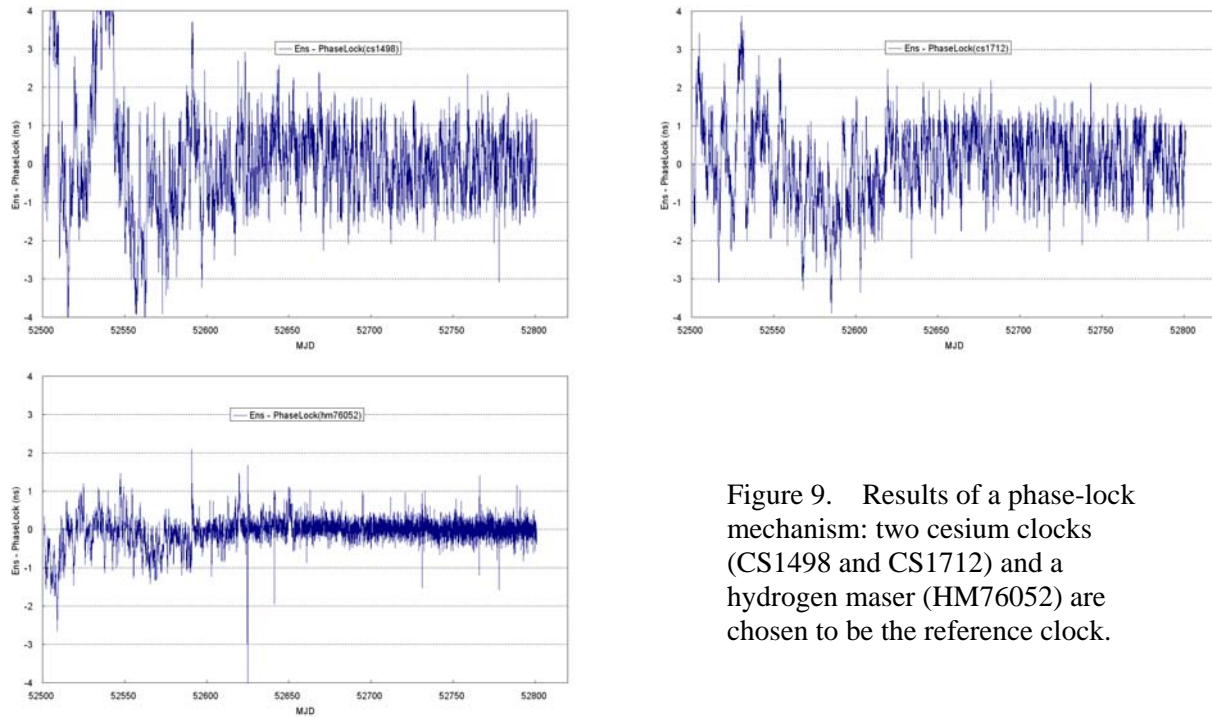 4
3
2
1
0
-1
-2
-3
-4
Ens - PhaseLock (ns)
Ens - PhaseLock(cs1498)
52500 52550 52600 52650 52700 52750 52800
MJD
4
3
2
1
0
-1
-2
-3
-4
Ens - PhaseLock (ns)
Ens - PhaseLock(cs1712)
52500 52550 52600 52650 52700 52750 52800
MJD
4
3
2
1
0
-1
-2
-3
-4
Ens - PhaseLock (ns)
Ens - PhaseLock(hm76052)
52500 52550 52600 52650 52700 52750 52800
MJD
Figure 9. Results of a phase-lock
mechanism: two cesium clocks
(CS1498 and CS1712) and a
hydrogen maser (HM76052) are
chosen to be the reference clock.